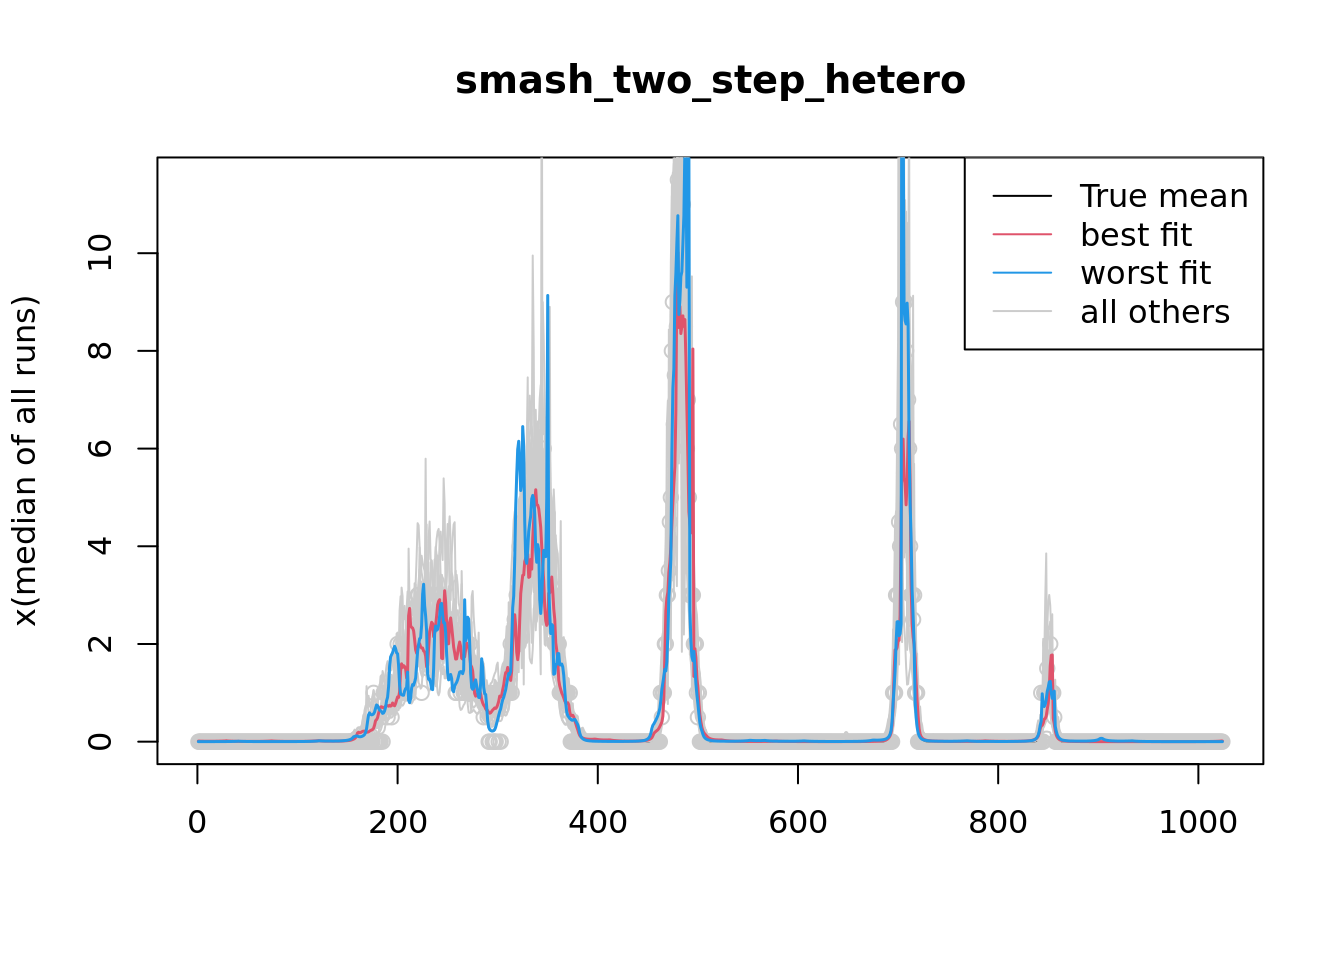 smash_two_step_hetero
True mean
best fit
worst fit
all others
x(median of all runs)
10
8
6
4
2
0
0 200 400 600 800 1000